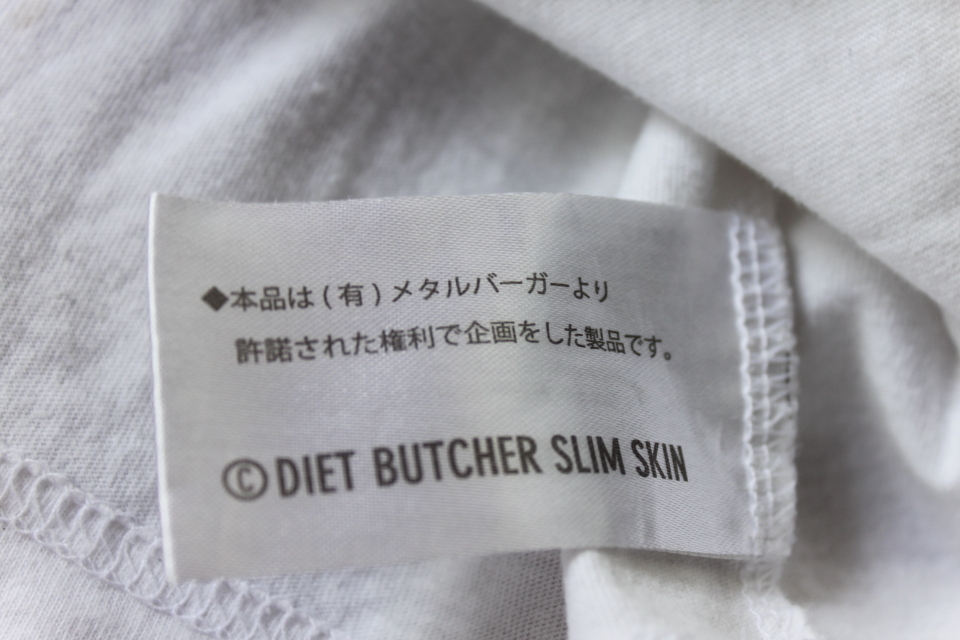 ◆本品は(有)メタルバーガーより
許諾された権利で企画をした製品です。
©DIET BUTCHER SLIM SKIN